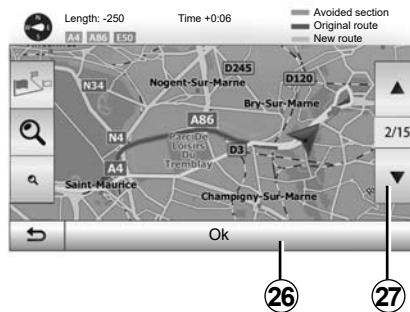 Length: -250 Time +0:06
Avoided section
Original route
New route
A4 A86 E50
D245
D120
N34
Nogent-Sur-Marne
Bry-Sur-Marne
A86
2/15
N4
Parc De
Loisirs
Du
Tremblay
D3
A4
Saint-Maurice
Champigny-Sur-Marne
Ok
26
27